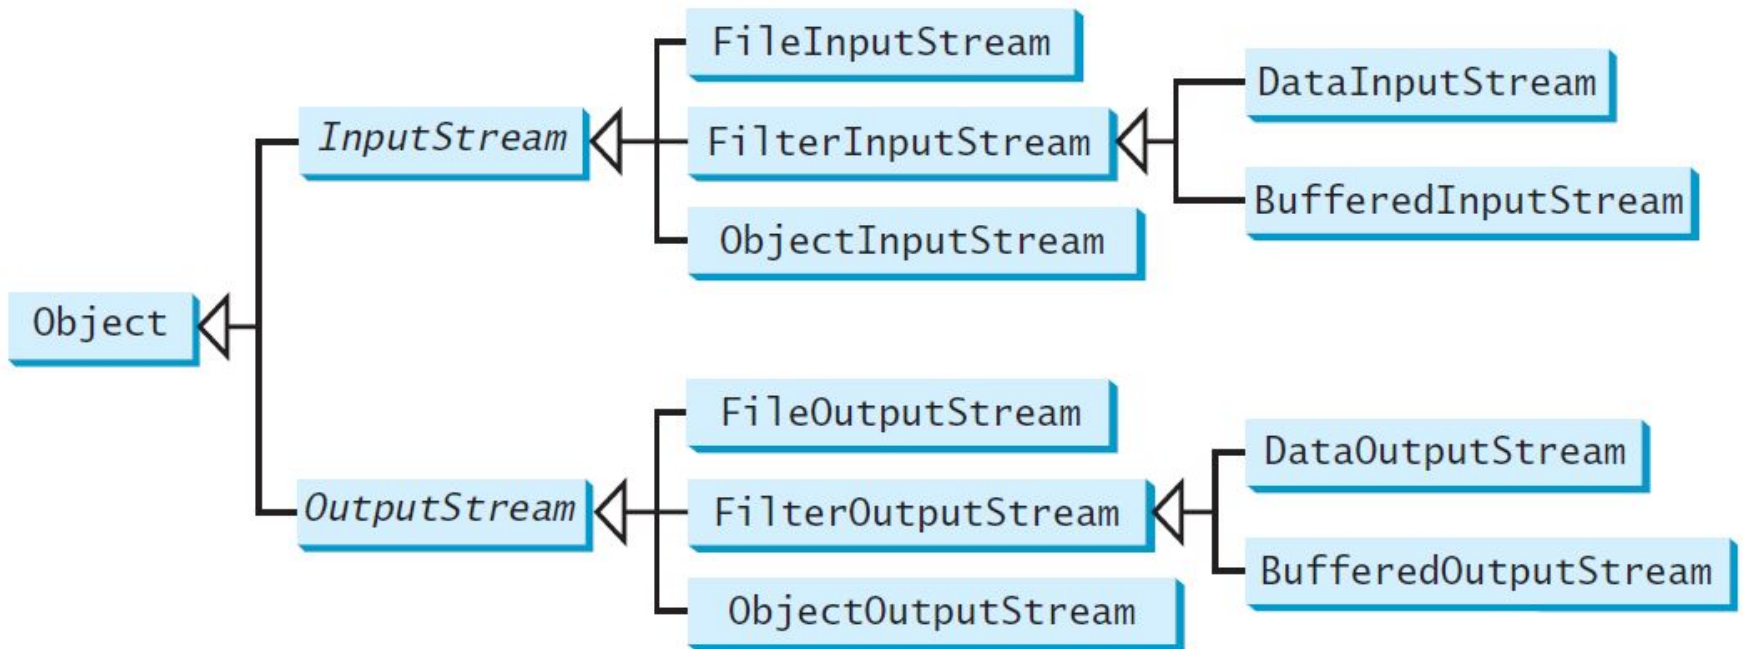 FileInputStream
DataInputStream
InputStream
FilterInputStream
BufferedInputStream
ObjectInputStream
Object
FileOutputStream
DataOutputStream
OutputStream
FilterOutputStream
BufferedOutputStream
ObjectOutputStream